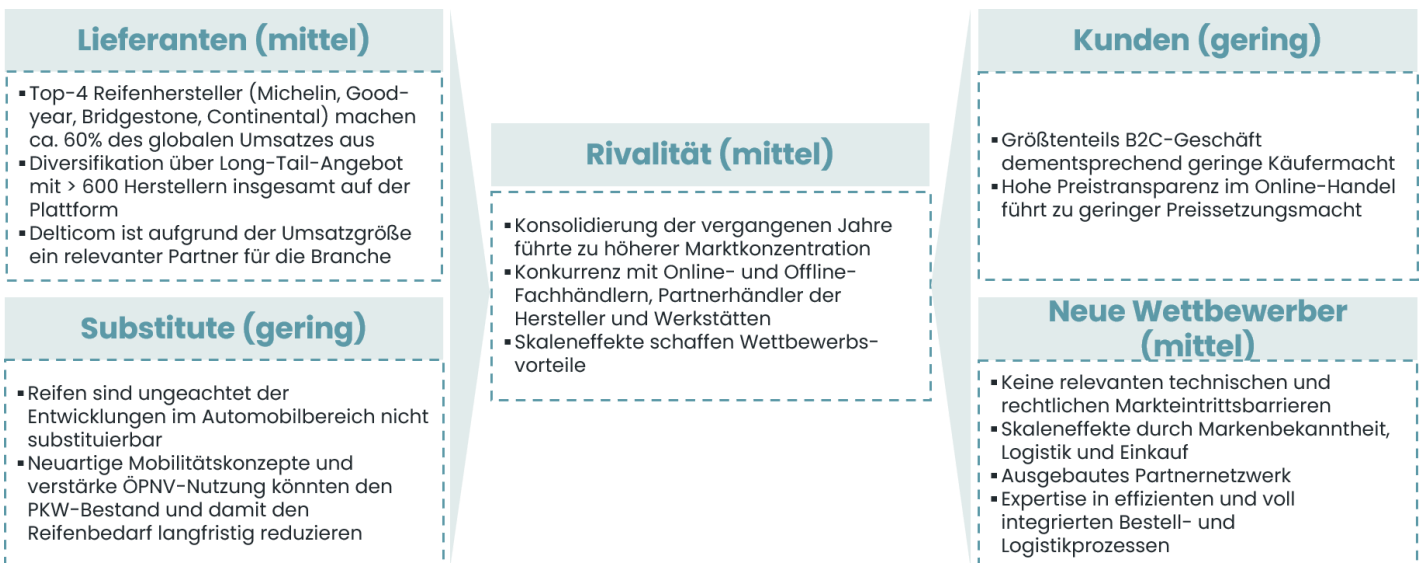 Lieferanten (mittel)
▪ Top-4 Reifenhersteller (Michelin, Good-
year, Bridgestone, Continental) machen
ca. 60% des globalen Umsatzes aus
▪ Diversifikation über Long-Tail-Angebot
mit > 600 Herstellern insgesamt auf der
Plattform
▪ Delticom ist aufgrund der Umsatzgröße
ein relevanter Partner für die Branche
Substitute (gering)
▪ Reifen sind ungeachtet der
Entwicklungen im Automobilbereich nicht
substituierbar
▪ Neuartige Mobilitätskonzepte und
verstärke ÖPNV-Nutzung könnten den
PKW-Bestand und damit den
Reifenbedarf langfristig reduzieren
Rivalität (mittel)
▪ Konsolidierung der vergangenen Jahre
führte zu höherer Marktkonzentration
▪ Konkurrenz mit Online- und Offline-
Fachhändlern, Partnerhändler der
Hersteller und Werkstätten
▪ Skaleneffekte schaffen Wettbewerbs-
vorteile
Kunden (gering)
▪ Größtenteils B2C-Geschäft
dementsprechend geringe Käufermacht
▪ Hohe Preistransparenz im Online-Handel
führt zu geringer Preissetzungsmacht
Neue Wettbewerber
(mittel)
▪ Keine relevanten technischen und
rechtlichen Markteintrittsbarrieren
▪ Skaleneffekte durch Markenbekanntheit,
Logistik und Einkauf
▪ Ausgebautes Partnernetzwerk
▪ Expertise in effizienten und voll
integrierten Bestell- und
Logistikprozessen